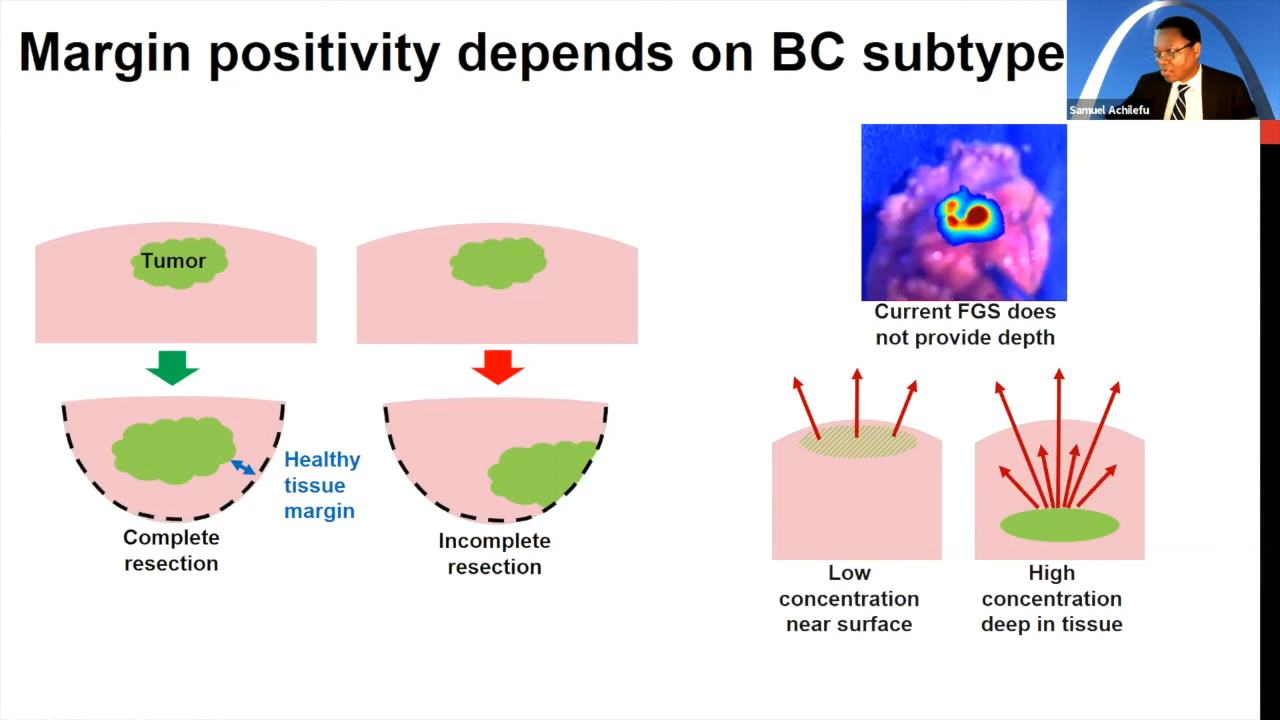 Margin positivity depends on BC subtype
Samuel Achilefu
Tumor
Healthy
tissue
margin
Complete
resection
Incomplete
resection
Current FGS does
not provide depth
Low
concentration
near surface
High
concentration
deep in tissue